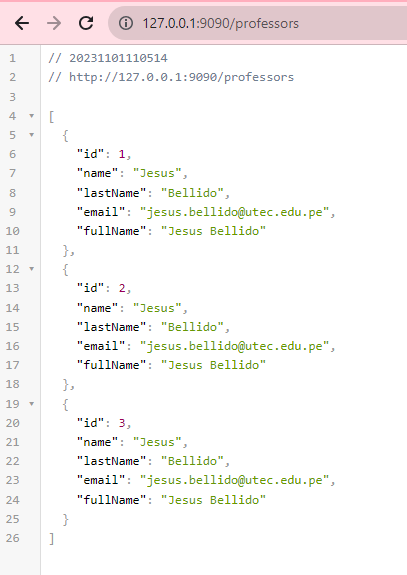 127.0.0.1:9090/professors
1 // 20231101110514
2 // http://127.0.0.1:9090/professors
3
4 [
5 {
6 "id": 1,
7 "name": "Jesus",
8 "lastName": "Bellido",
9 "email": "jesus.bellido@utec.edu.pe",
10 "fullName": "Jesus Bellido"
11 },
12 {
13 "id": 2,
14 "name": "Jesus",
15 "lastName": "Bellido",
16 "email": "jesus.bellido@utec.edu.pe",
17 "fullName": "Jesus Bellido"
18 },
19 {
20 "id": 3,
21 "name": "Jesus",
22 "lastName": "Bellido",
23 "email": "jesus.bellido@utec.edu.pe",
24 "fullName": "Jesus Bellido"
25 }
26 ]